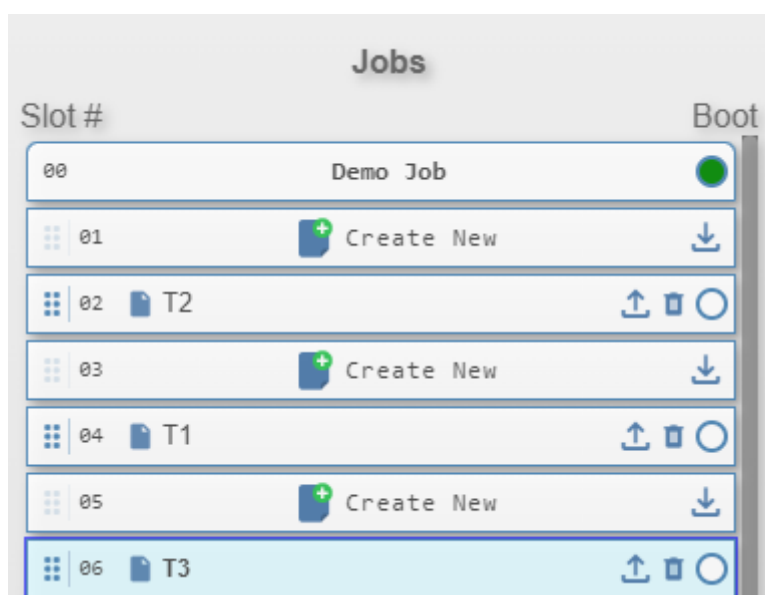 Jobs
Slot # Boot
00 Demo Job
01 Create New
02 T2
03 Create New
04 T1
05 Create New
06 T3